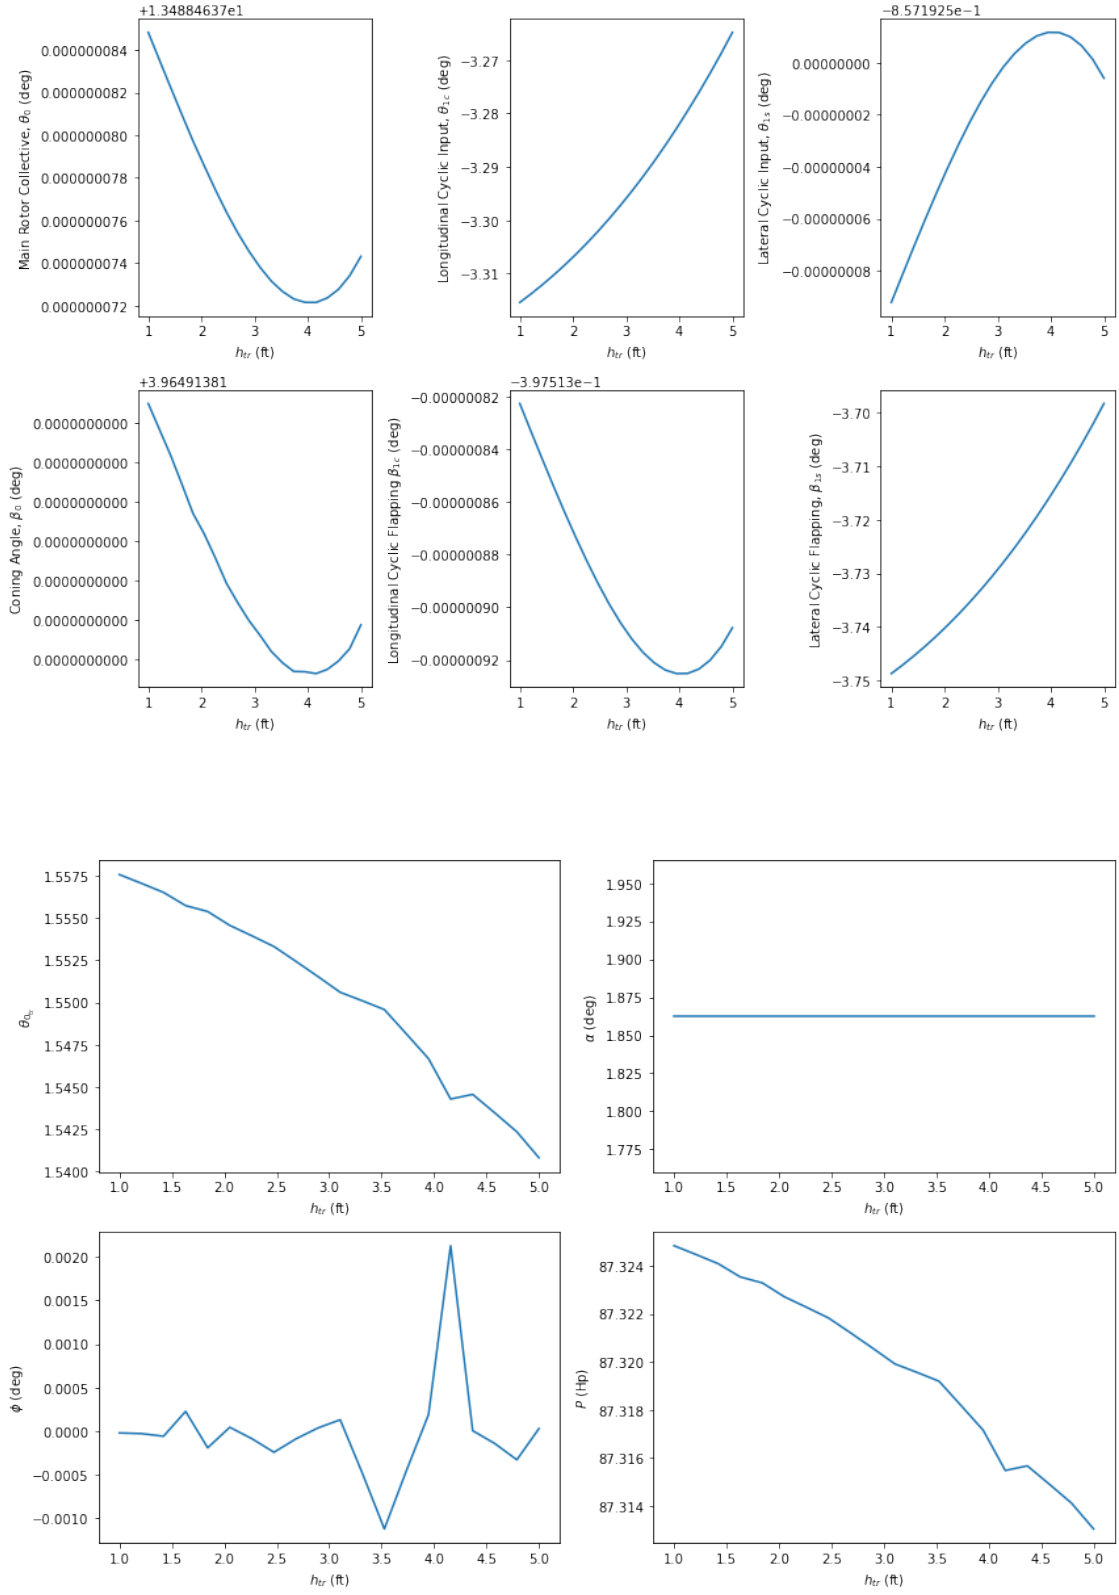 +1.34884637e1
Main Rotor Collective, θ0 (deg)
0.000000084
0.000000082
0.000000080
0.000000078
0.000000076
0.000000074
0.000000072
1 2 3 4 5
htr (ft)
Longitudinal Cyclic Input, θ1c (deg)
−3.27
−3.28
−3.29
−3.30
−3.31
1 2 3 4 5
htr (ft)
−8.571925e−1
Lateral Cyclic Input, θ1s (deg)
0.00000000
−0.00000002
−0.00000004
−0.00000006
−0.00000008
1 2 3 4 5
htr (ft)
+3.96491381
Coning Angle, β0 (deg)
0.0000000000
0.0000000000
0.0000000000
0.0000000000
0.0000000000
0.0000000000
0.0000000000
1 2 3 4 5
htr (ft)
−3.97513e−1
Longitudinal Cyclic Flapping β1c (deg)
−0.00000082
−0.00000084
−0.00000086
−0.00000088
−0.00000090
−0.00000092
1 2 3 4 5
htr (ft)
Lateral Cyclic Flapping, β1s (deg)
−3.70
−3.71
−3.72
−3.73
−3.74
−3.75
1 2 3 4 5
htr (ft)
θ0tr
1.5575
1.5550
1.5525
1.5500
1.5475
1.5450
1.5425
1.5400
1.0 1.5 2.0 2.5 3.0 3.5 4.0 4.5 5.0
htr (ft)
α (deg)
1.950
1.925
1.900
1.875
1.850
1.825
1.800
1.775
1.0 1.5 2.0 2.5 3.0 3.5 4.0 4.5 5.0
htr (ft)
ϕ (deg)
0.0020
0.0015
0.0010
0.0005
0.0000
−0.0005
−0.0010
1.0 1.5 2.0 2.5 3.0 3.5 4.0 4.5 5.0
htr (ft)
P (Hp)
87.324
87.322
87.320
87.318
87.316
87.314
1.0 1.5 2.0 2.5 3.0 3.5 4.0 4.5 5.0
htr (ft)